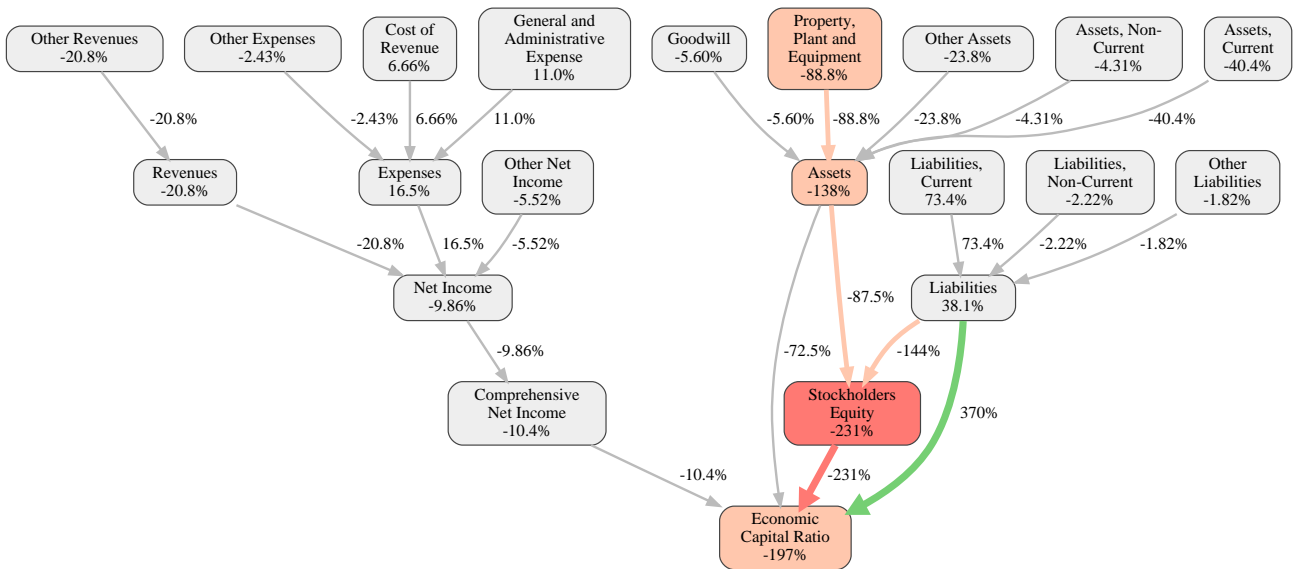 Other Revenues
-20.8%
Other Expenses
-2.43%
Cost of
Revenue
6.66%
General and
Administrative
Expense
11.0%
Goodwill
-5.60%
Property,
Plant and
Equipment
-88.8%
Other Assets
-23.8%
Assets, Non-
Current
-4.31%
Assets,
Current
-40.4%
-20.8%
-2.43%
6.66%
11.0%
-5.60%
-88.8%
-23.8%
-4.31%
-40.4%
Revenues
-20.8%
Expenses
16.5%
Other Net
Income
-5.52%
Assets
-138%
Liabilities,
Current
73.4%
Liabilities,
Non-Current
-2.22%
Other
Liabilities
-1.82%
-20.8%
16.5%
-5.52%
73.4%
-2.22%
-1.82%
Net Income
-9.86%
-87.5%
Liabilities
38.1%
-9.86%
-72.5%
-144%
Comprehensive
Net Income
-10.4%
Stockholders
Equity
-231%
370%
-10.4%
-231%
Economic
Capital Ratio
-197%